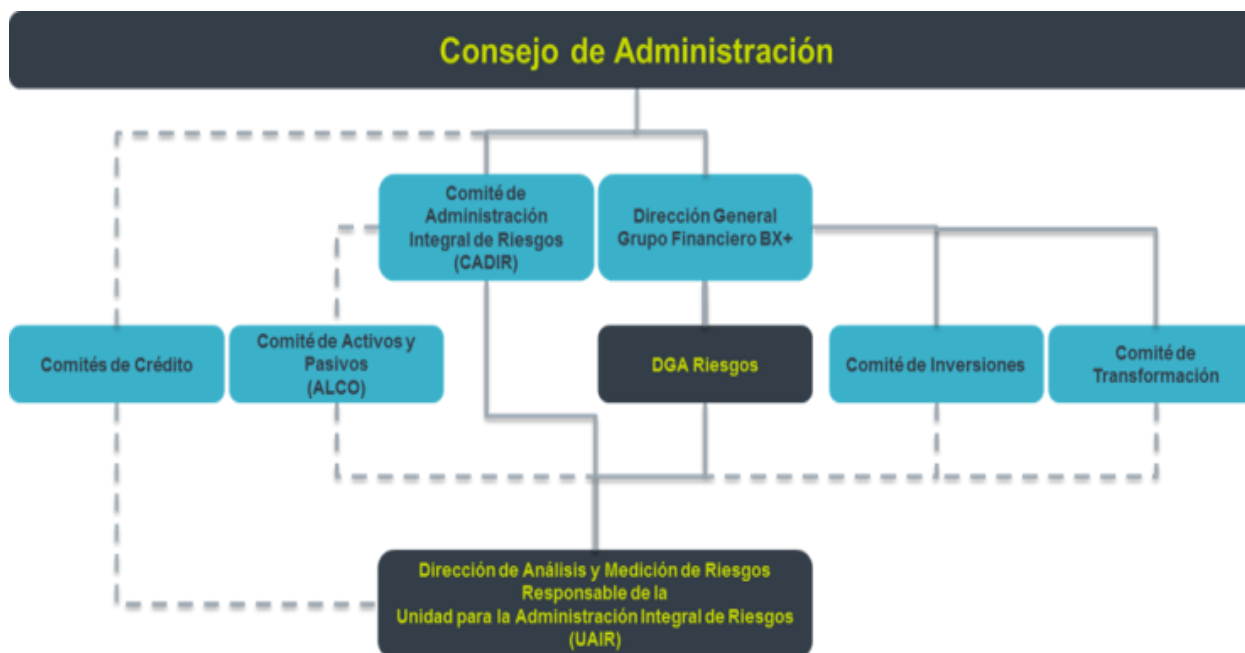 Consejo de Administración
Comité de
Administración
Integral de Riesgos
(CADIR)
Dirección General
Grupo Financiero BX+
Comités de Crédito
Comité de Activos y
Pasivos
(ALCO)
DGA Riesgos
Comité de Inversiones
Comité de
Transformación
Dirección de Análisis y Medición de Riesgos
Responsable de la
Unidad para la Administración Integral de Riesgos
(UAIR)